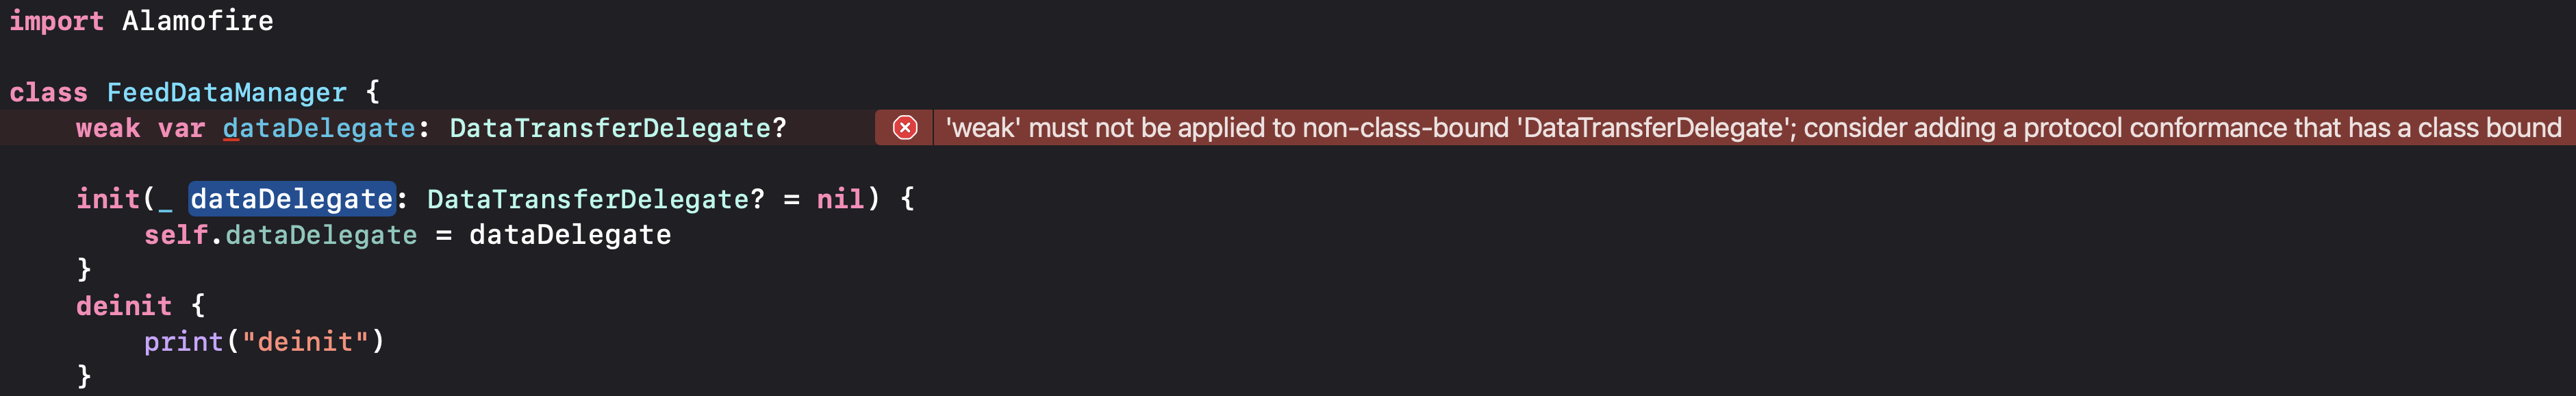 import Alamofire
class FeedDataManager {
weak var dataDelegate: DataTransferDelegate?
'weak' must not be applied to non-class-bound 'DataTransferDelegate'; consider adding a protocol conformance that has a class bound
init(_ dataDelegate: DataTransferDelegate? = nil) {
self.dataDelegate = dataDelegate
}
deinit {
print("deinit")
}